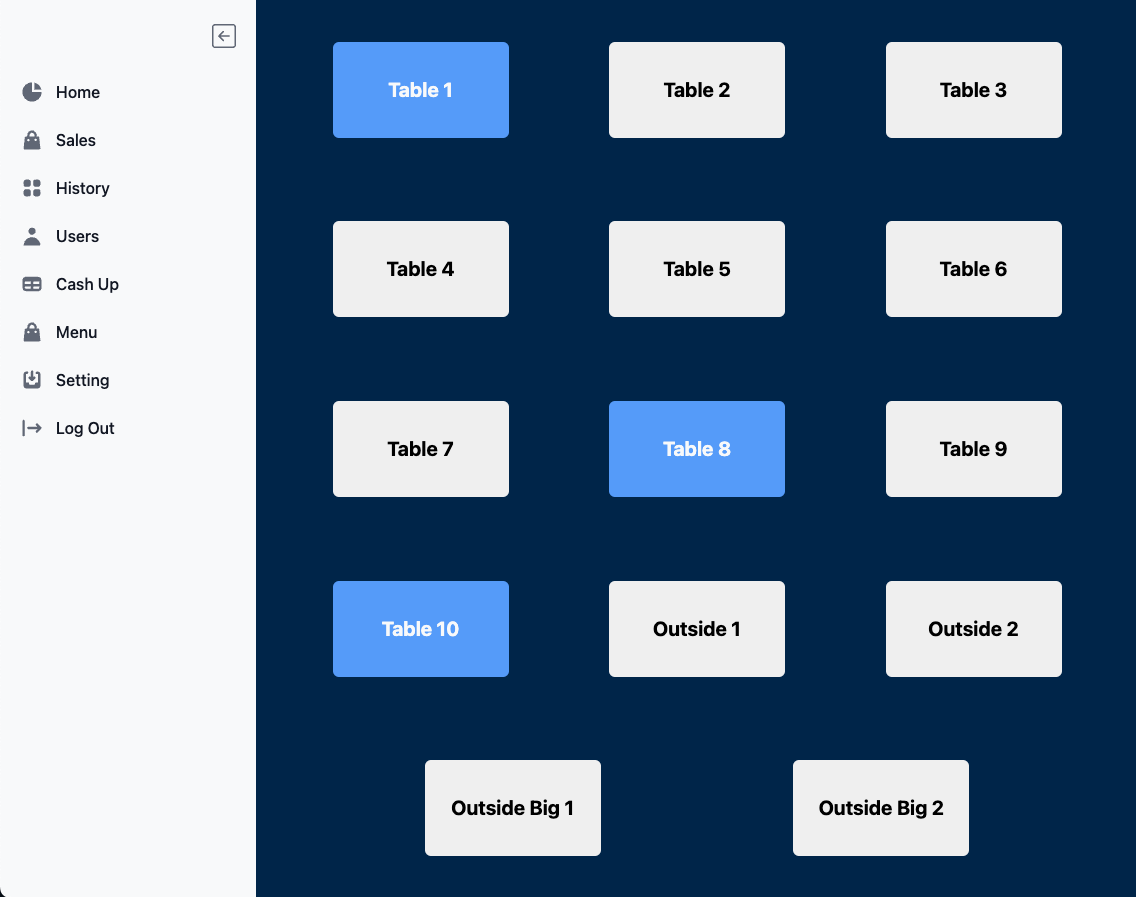 Home
Sales
History
Users
Cash Up
Menu
Setting
Log Out
Table 1
Table 2
Table 3
Table 4
Table 5
Table 6
Table 7
Table 8
Table 9
Table 10
Outside 1
Outside 2
Outside Big 1
Outside Big 2